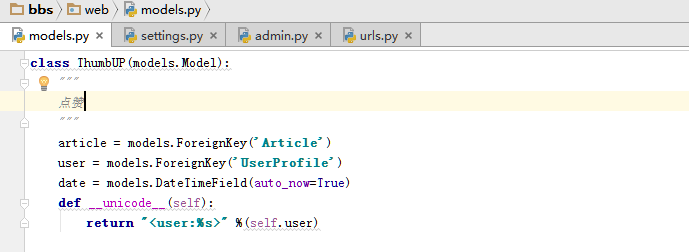 bbs web models.py
models.py settings.py admin.py urls.py
class ThumbUP(models.Model):
"""
点赞
"""
article = models.ForeignKey('Article')
user = models.ForeignKey('UserProfile')
date = models.DateTimeField(auto_now=True)
def __unicode__(self):
return "<user:%s>" %(self.user)